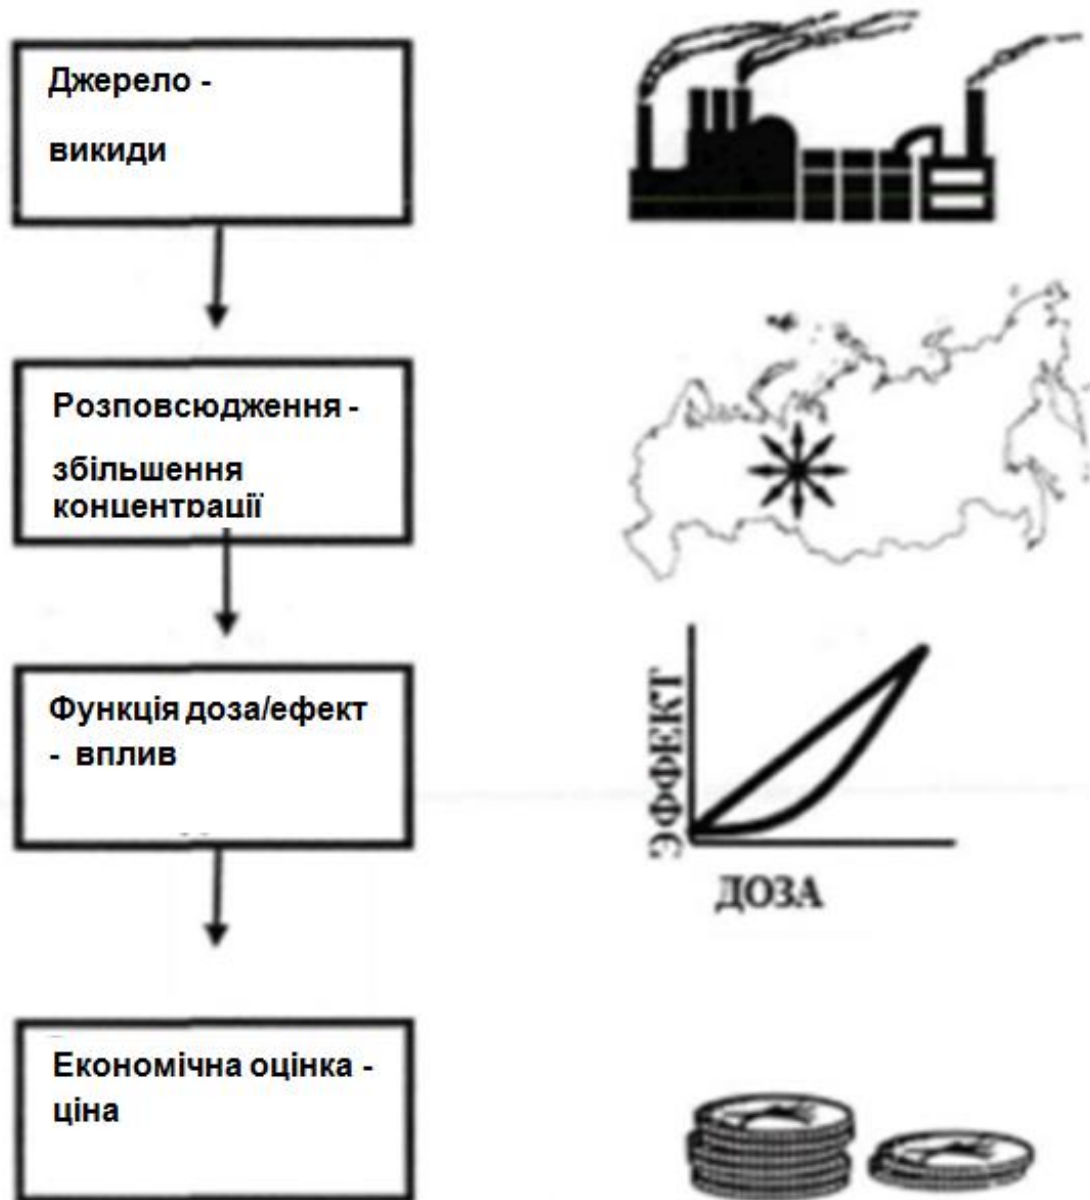 Джерело -
викиди
Розповсюдження -
збільшення
концентрації
ЭФФЕКТ
ДОЗА
Функція доза/ефект
- вплив
Економічна оцінка -
ціна